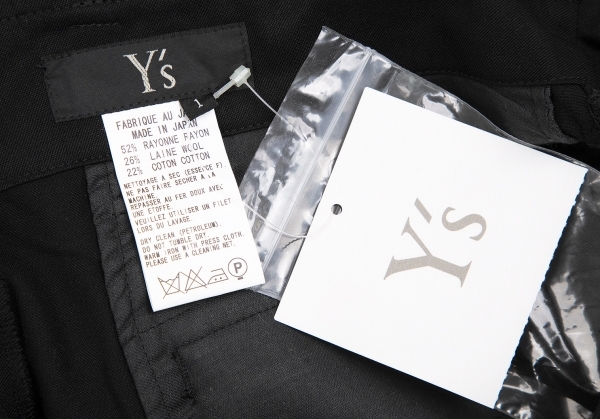 Y's
1
FABRIQUE AU JA
MADE IN JAPAN
52% RAYONNE RAYON
26% LAINE WOOL
22% COTON COTTON
NETTOYAGE A SEC (ESSENCE F)
NE PAS FAIRE SECHER A LA
MACHINE.
REPASSER AU FER DOUX AVEC
UNE ETOFFE.
VEUILLEZ UTILISER UN FILET
LORS DU LAVAGE.
DRY CLEAN (PETROLEUM).
DO NOT TUMBLE DRY.
WARM IRON WITH PRESS CLOTH.
PLEASE USE A CLEANING NET.
P
Y's